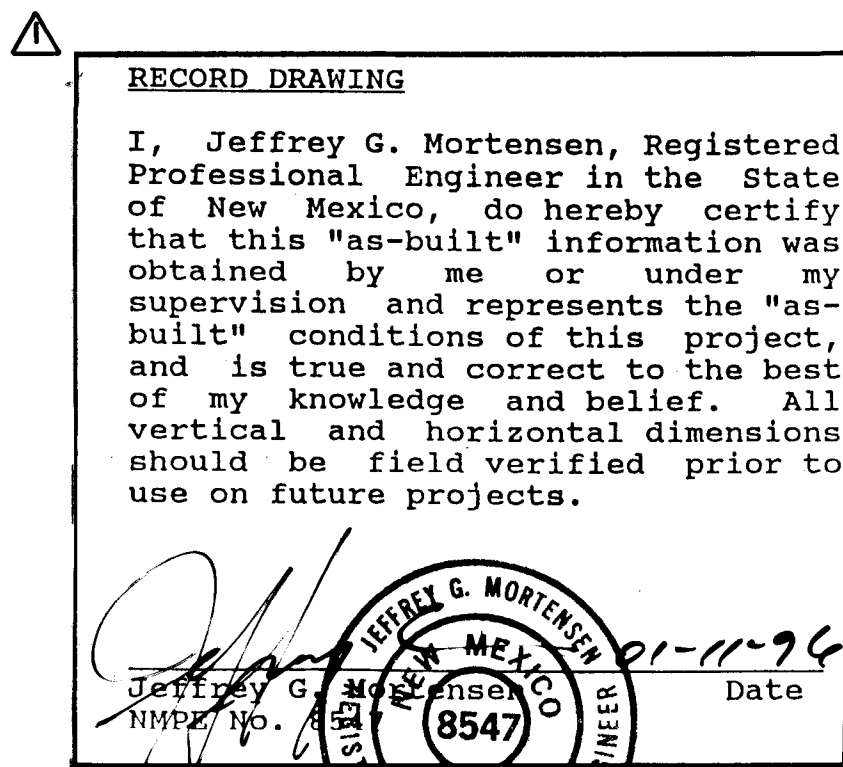 1
RECORD DRAWING
I, Jeffrey G. Mortensen, Registered
Professional Engineer in the State
of New Mexico, do hereby certify
that this "as-built" information was
obtained by me or under my
supervision and represents the "as-
built" conditions of this project,
and is true and correct to the best
of my knowledge and belief. All
vertical and horizontal dimensions
should be field verified prior to
use on future projects.
JEFFREY G. MORTENSEN
NEW MEXICO
8547
01-11-96
Jeffrey G. Mortensen Date
NMPE No. 8547